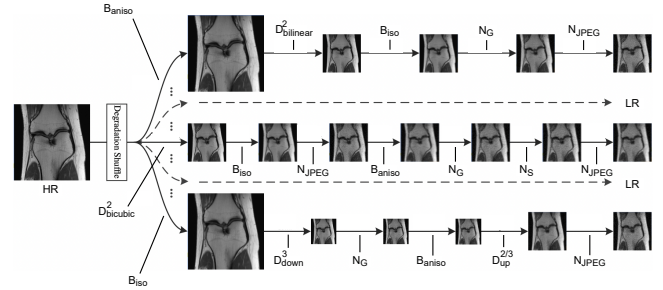 B_aniso
D^2_bilinear
B_iso
N_G
N_JPEG
LR
Degradation Shuffle
HR
B_iso
N_JPEG
B_aniso
N_G
N_S
N_JPEG
LR
D^2_bicubic
B_iso
D^3_down
N_G
B_aniso
D^2/3_up
N_JPEG